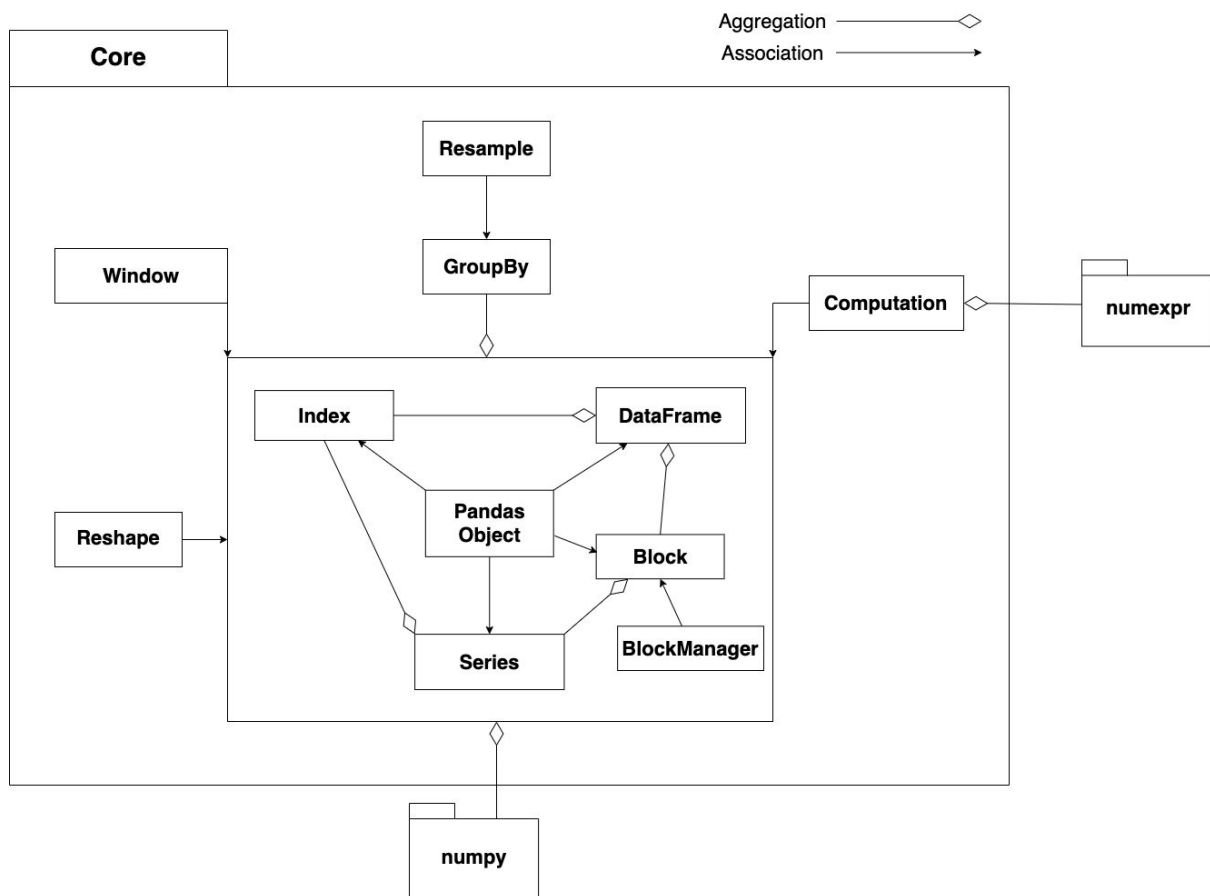 Aggregation
Association
Core
Resample
GroupBy
Window
Computation
numexpr
Index
DataFrame
Pandas
Object
Reshape
Block
BlockManager
Series
numpy